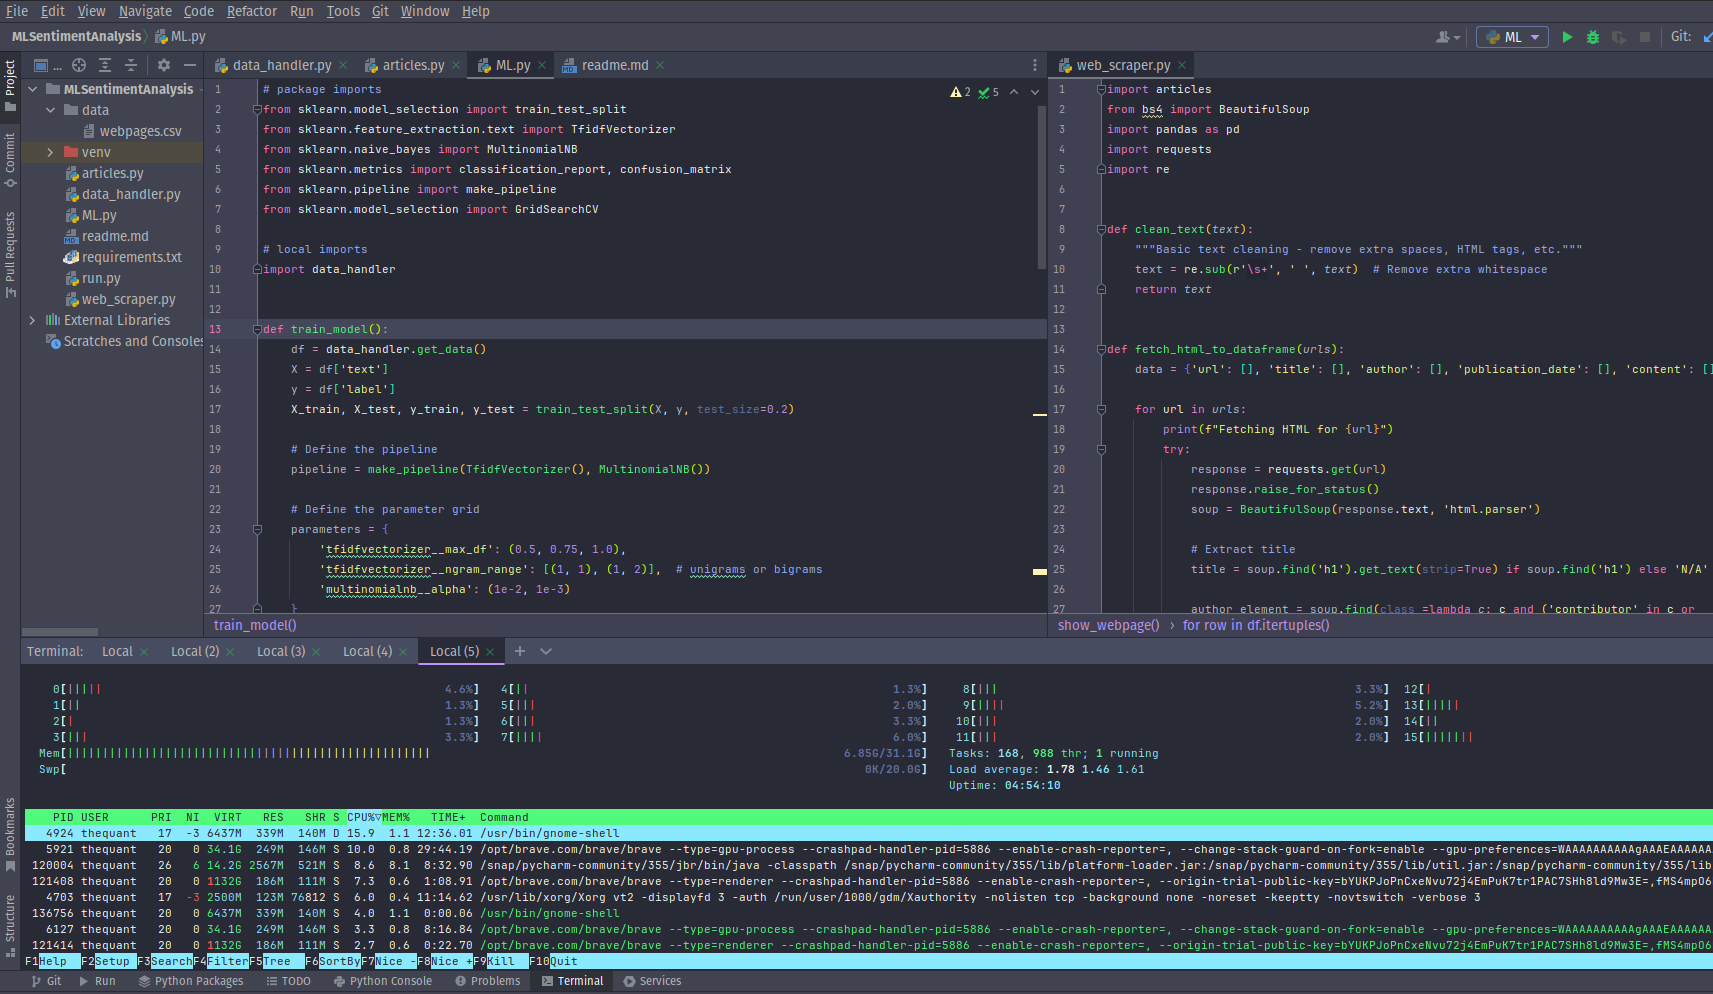 File Edit View Navigate Code Refactor Run Tools Git Window Help
MLSentimentAnalysis ML.py
ML Git:
Project
Commit
Pull Requests
Bookmarks
Structure
...
MLSentimentAnalysis
data
webpages.csv
venv
articles.py
data_handler.py
ML.py
readme.md
requirements.txt
run.py
web_scraper.py
External Libraries
Scratches and Consoles
data_handler.py articles.py ML.py readme.md
2 5
1 # package imports
2 from sklearn.model_selection import train_test_split
3 from sklearn.feature_extraction.text import TfidfVectorizer
4 from sklearn.naive_bayes import MultinomialNB
5 from sklearn.metrics import classification_report, confusion_matrix
6 from sklearn.pipeline import make_pipeline
7 from sklearn.model_selection import GridSearchCV
8
9 # local imports
10 import data_handler
11
12
13 def train_model():
14 df = data_handler.get_data()
15 X = df['text']
16 y = df['label']
17 X_train, X_test, y_train, y_test = train_test_split(X, y, test_size=0.2)
18
19 # Define the pipeline
20 pipeline = make_pipeline(TfidfVectorizer(), MultinomialNB())
21
22 # Define the parameter grid
23 parameters = {
24 'tfidfvectorizer__max_df': (0.5, 0.75, 1.0),
25 'tfidfvectorizer__ngram_range': [(1, 1), (1, 2)], # unigrams or bigrams
26 'multinomialnb__alpha': (1e-2, 1e-3)
27 }
train_model()
web_scraper.py
1 import articles
2 from bs4 import BeautifulSoup
3 import pandas as pd
4 import requests
5 import re
6
7
8 def clean_text(text):
9 """Basic text cleaning - remove extra spaces, HTML tags, etc."""
10 text = re.sub(r'\s+', ' ', text) # Remove extra whitespace
11 return text
12
13
14 def fetch_html_to_dataframe(urls):
15 data = {'url': [], 'title': [], 'author': [], 'publication_date': [], 'content': []
16
17 for url in urls:
18 print(f"Fetching HTML for {url}")
19 try:
20 response = requests.get(url)
21 response.raise_for_status()
22 soup = BeautifulSoup(response.text, 'html.parser')
23
24 # Extract title
25 title = soup.find('h1').get_text(strip=True) if soup.find('h1') else 'N/A'
26
27 author_element = soup.find(class_=lambda c: c and ('contributor' in c or
show_webpage() › for row in df.itertuples()
Terminal: Local Local (2) Local (3) Local (4) Local (5)
0[||||| 4.6%] 4[|| 1.3%] 8[||| 3.3%] 12[|
1[|| 1.3%] 5[||| 2.0%] 9[|||| 5.2%] 13[|||||
2[| 1.3%] 6[||| 3.3%] 10[||| 2.0%] 14[||
3[||| 3.3%] 7[|||| 6.0%] 11[||| 2.0%] 15[|||||||
Mem[||||||||||||||||||||||||||||||||||||||||||||||||||||| 6.85G/31.1G] Tasks: 168, 988 thr; 1 running
Swp[ 0K/20.0G] Load average: 1.78 1.46 1.61
Uptime: 04:54:10
PID USER PRI NI VIRT RES SHR S CPU%▽MEM% TIME+ Command
4924 thequant 17 -3 6437M 339M 140M D 15.9 1.1 12:36.01 /usr/bin/gnome-shell
5921 thequant 20 0 34.1G 249M 146M S 10.0 0.8 29:44.19 /opt/brave.com/brave/brave --type=gpu-process --crashpad-handler-pid=5886 --enable-crash-reporter=, --change-stack-guard-on-fork=enable --gpu-preferences=WAAAAAAAAAAgAAAEAAAAAA
120004 thequant 26 6 14.2G 2567M 521M S 8.6 8.1 8:32.90 /snap/pycharm-community/355/jbr/bin/java -classpath /snap/pycharm-community/355/lib/platform-loader.jar:/snap/pycharm-community/355/lib/util.jar:/snap/pycharm-community/355/lib
121408 thequant 20 0 1132G 186M 111M S 7.3 0.6 1:08.91 /opt/brave.com/brave/brave --type=renderer --crashpad-handler-pid=5886 --enable-crash-reporter=, --origin-trial-public-key=bYUKPJoPnCxeNvu72j4EmPuK7tr1PAC7SHh8ld9Mw3E=,fMS4mpO6
4703 thequant 17 -3 2500M 123M 76812 S 6.0 0.4 11:14.62 /usr/lib/xorg/Xorg vt2 -displayfd 3 -auth /run/user/1000/gdm/Xauthority -nolisten tcp -background none -noreset -keeptty -novtswitch -verbose 3
136756 thequant 20 0 6437M 339M 140M S 4.0 1.1 0:00.06 /usr/bin/gnome-shell
6127 thequant 20 0 34.1G 249M 146M S 3.3 0.8 8:16.84 /opt/brave.com/brave/brave --type=gpu-process --crashpad-handler-pid=5886 --enable-crash-reporter=, --change-stack-guard-on-fork=enable --gpu-preferences=WAAAAAAAAAAgAAAEAAAAAA
121414 thequant 20 0 1132G 186M 111M S 2.7 0.6 0:22.70 /opt/brave.com/brave/brave --type=renderer --crashpad-handler-pid=5886 --enable-crash-reporter=, --origin-trial-public-key=bYUKPJoPnCxeNvu72j4EmPuK7tr1PAC7SHh8ld9Mw3E=,fMS4mpO6
F1Help F2Setup F3SearchF4FilterF5Tree F6SortByF7Nice -F8Nice +F9Kill F10Quit
Git Run Python Packages TODO Python Console Problems Terminal Services